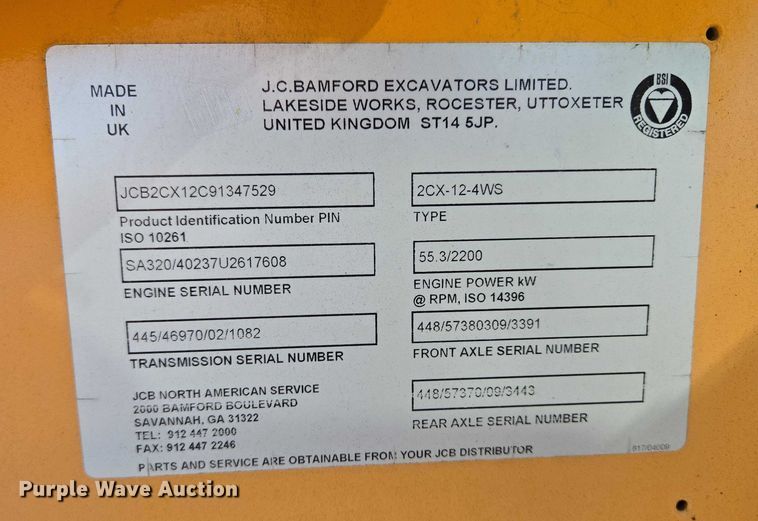 MADE
IN
UK
J.C.BAMFORD EXCAVATORS LIMITED.
LAKESIDE WORKS, ROCESTER, UTTOXETER
UNITED KINGDOM ST14 5JP.
BSI
REGISTERED
JCB2CX12C91347529
Product Identification Number PIN
ISO 10261
2CX-12-4WS
TYPE
SA320/40237U2617608
ENGINE SERIAL NUMBER
55.3/2200
ENGINE POWER kW
@ RPM, ISO 14396
445/46970/02/1082
TRANSMISSION SERIAL NUMBER
448/57380309/3391
FRONT AXLE SERIAL NUMBER
448/57370/09/3443
REAR AXLE SERIAL NUMBER
JCB NORTH AMERICAN SERVICE
2000 BAMFORD BOULEVARD
SAVANNAH, GA 31322
TEL: 912 447 2000
FAX: 912 447 2246
PARTS AND SERVICE ARE OBTAINABLE FROM YOUR JCB DISTRIBUTOR
Purple Wave Auction